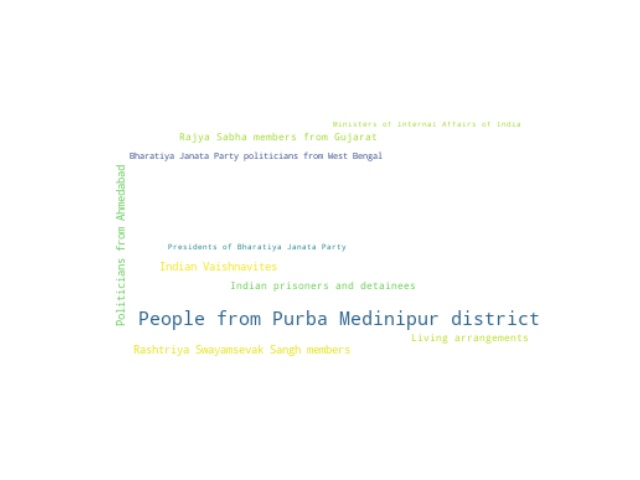 Ministers of Internal Affairs of India
Rajya Sabha members from Gujarat
Bharatiya Janata Party politicians from West Bengal
Politicians from Ahmedabad
Presidents of Bharatiya Janata Party
Indian Vaishnavites
Indian prisoners and detainees
People from Purba Medinipur district
Living arrangements
Rashtriya Swayamsevak Sangh members